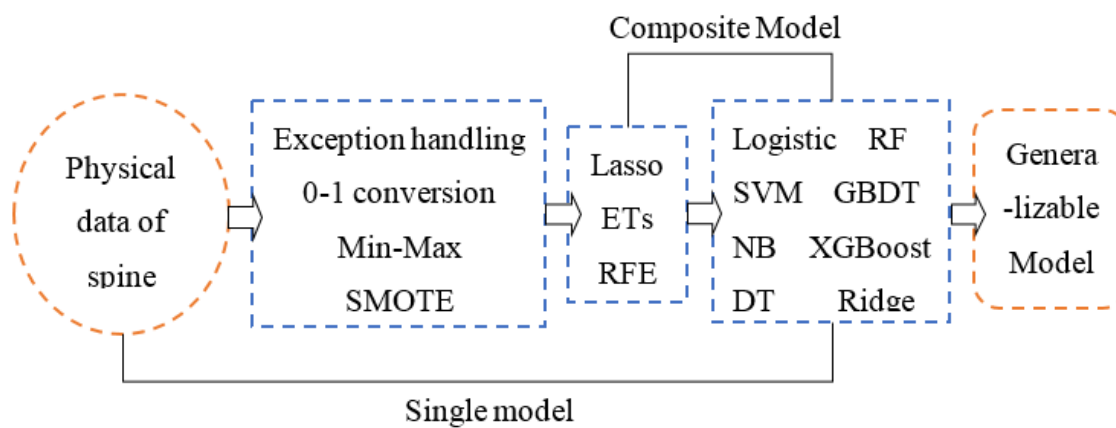 Composite Model
Physical
data of
spine
Exception handling
0-1 conversion
Min-Max
SMOTE
Lasso
ETs
RFE
Logistic RF
SVM GBDT
NB XGBoost
DT Ridge
Genera
-lizable
Model
Single model